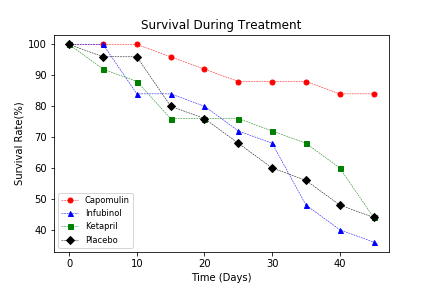 Survival During Treatment
100
90
80
70
60
50
40
Survival Rate(%)
Capomulin
Infubinol
Ketapril
Placebo
0 10 20 30 40
Time (Days)